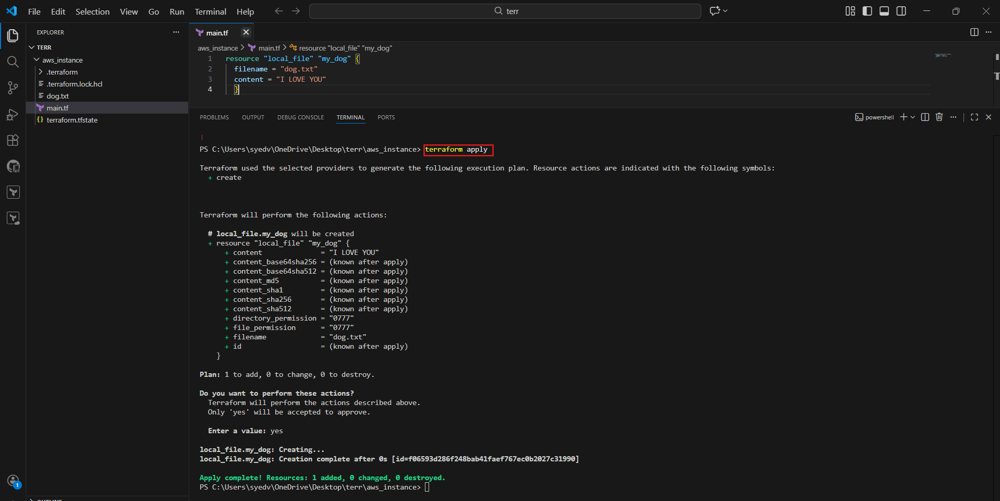 File Edit Selection View Go Run Terminal Help
terr
EXPLORER
TERR
aws_instance
.terraform
.terraform.lock.hcl
dog.txt
main.tf
terraform.tfstate
main.tf
aws_instance > main.tf > resource "local_file" "my_dog"
1 resource "local_file" "my_dog" {
2 filename = "dog.txt"
3 content = "I LOVE YOU"
4 }
PROBLEMS OUTPUT DEBUG CONSOLE TERMINAL PORTS
powershell
PS C:\Users\syedv\OneDrive\Desktop\terr\aws_instance> terraform apply
Terraform used the selected providers to generate the following execution plan. Resource actions are indicated with the following symbols:
+ create
Terraform will perform the following actions:
# local_file.my_dog will be created
+ resource "local_file" "my_dog" {
+ content = "I LOVE YOU"
+ content_base64sha256 = (known after apply)
+ content_base64sha512 = (known after apply)
+ content_md5 = (known after apply)
+ content_sha1 = (known after apply)
+ content_sha256 = (known after apply)
+ content_sha512 = (known after apply)
+ directory_permission = "0777"
+ file_permission = "0777"
+ filename = "dog.txt"
+ id = (known after apply)
}
Plan: 1 to add, 0 to change, 0 to destroy.
Do you want to perform these actions?
Terraform will perform the actions described above.
Only 'yes' will be accepted to approve.
Enter a value: yes
local_file.my_dog: Creating...
local_file.my_dog: Creation complete after 0s [id=f06593d286f248bab41faef767ec0b2027c31990]
Apply complete! Resources: 1 added, 0 changed, 0 destroyed.
PS C:\Users\syedv\OneDrive\Desktop\terr\aws_instance>
1
OUTLINE